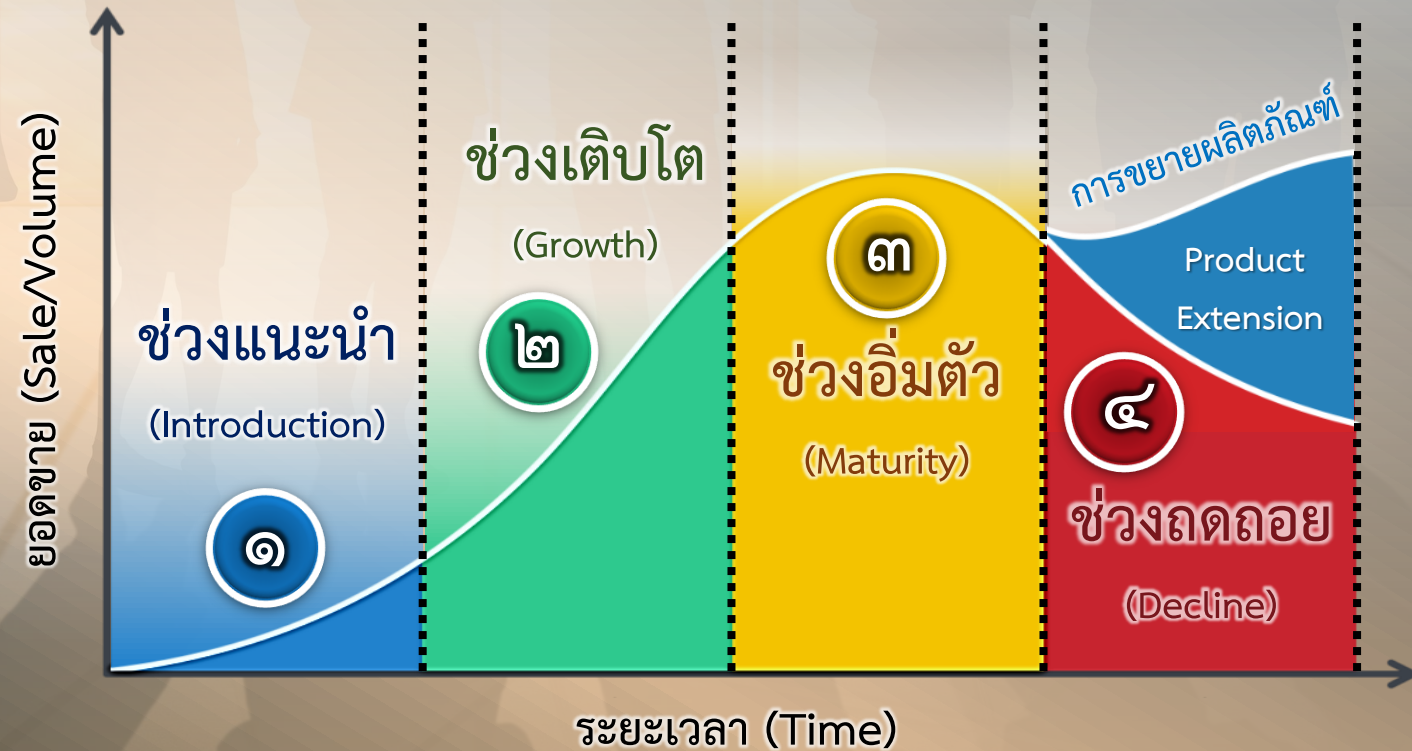 ยอดขาย (Sale/Volume)
ช่วงแนะนำ
(Introduction)
๑
ช่วงเติบโต
(Growth)
๒
๓
ช่วงอิ่มตัว
(Maturity)
การขยายผลิตภัณฑ์
Product
Extension
๔
ช่วงถดถอย
(Decline)
ระยะเวลา (Time)